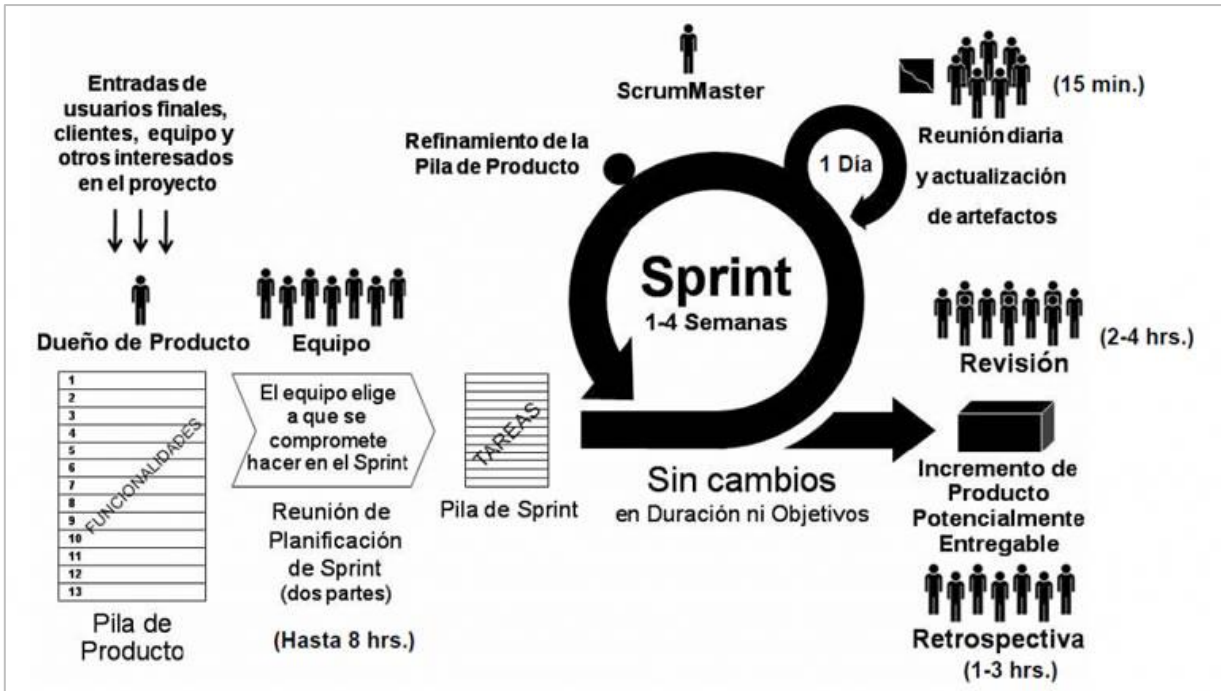 Entradas de
usuarios finales,
clientes, equipo y
otros interesados
en el proyecto
Dueño de Producto
1
2
3
4
5
6
7
8
9
10
11
12
13
FUNCIONALIDADES
Pila de
Producto
Equipo
El equipo elige
a que se
compromete
hacer en el Sprint
Reunión de
Planificación
de Sprint
(dos partes)
(Hasta 8 hrs.)
TAREAS
Pila de Sprint
ScrumMaster
Refinamiento de la
Pila de Producto
1 Día
Sprint
1-4 Semanas
Sin cambios
en Duración ni Objetivos
(15 min.)
Reunión diaria
y actualización
de artefactos
(2-4 hrs.)
Revisión
Incremento de
Producto
Potencialmente
Entregable
Retrospectiva
(1-3 hrs.)